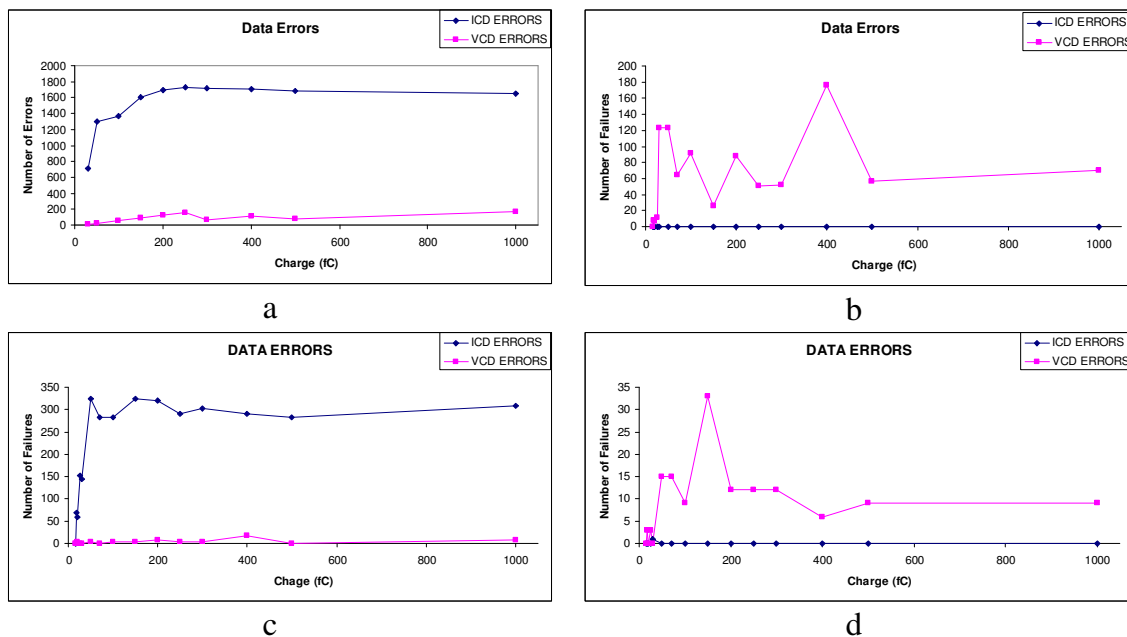 Data Errors
ICD ERRORS
VCD ERRORS
Number of Errors
2000
1800
1600
1400
1200
1000
800
600
400
200
0
0 200 400 600 800 1000
Charge (fC)
a
Data Errors
ICD ERRORS
VCD ERRORS
Number of Failures
200
180
160
140
120
100
80
60
40
20
0
0 200 400 600 800 1000
Charge (fC)
b
DATA ERRORS
ICD ERRORS
VCD ERRORS
Number of Failures
350
300
250
200
150
100
50
0
0 200 400 600 800 1000
Chage (fC)
c
DATA ERRORS
ICD ERRORS
VCD ERRORS
Number of Failures
35
30
25
20
15
10
5
0
0 200 400 600 800 1000
Charge (fC)
d